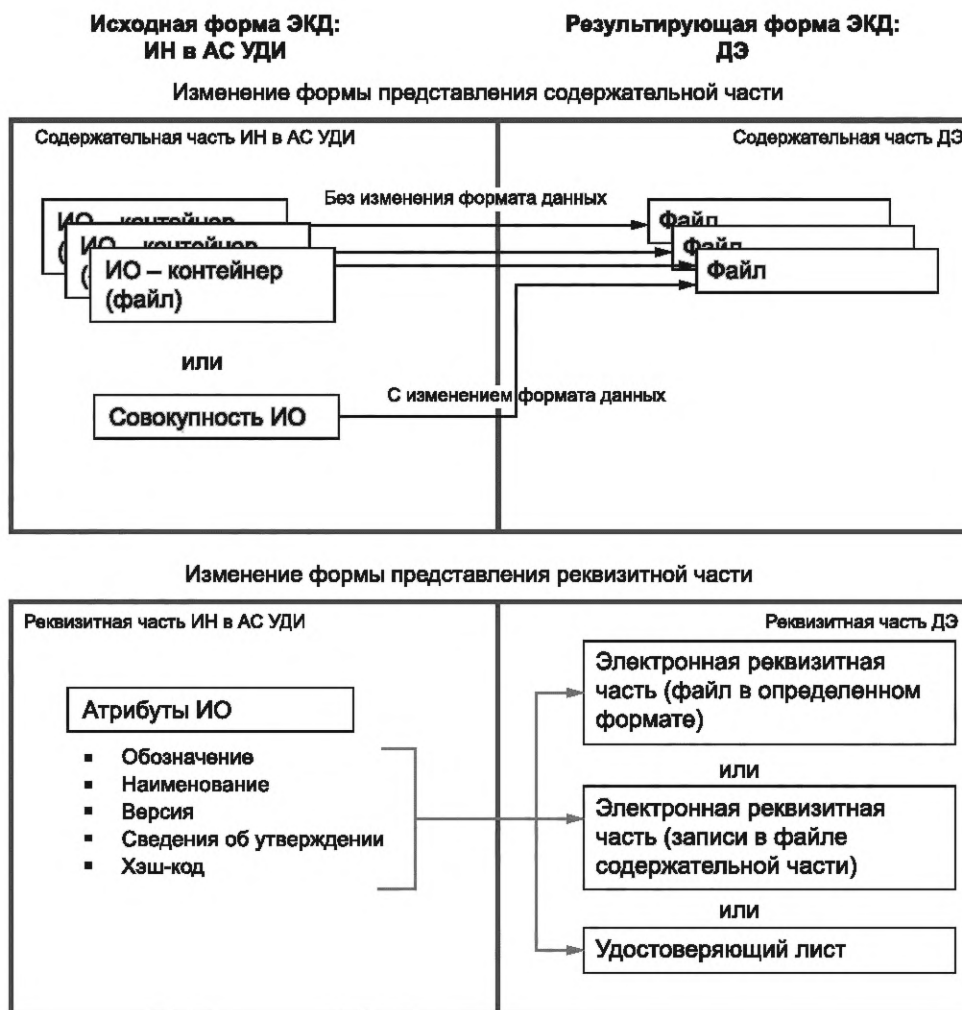 Исходная форма ЭКД:
ИН в АС УДИ
Результирующая форма ЭКД:
ДЭ
Изменение формы представления содержательной части
Содержательная часть ИН в АС УДИ
Содержательная часть ДЭ
Без изменения формата данных
ИО – контейнер
(
ИО – контейнер
(
ИО – контейнер
(файл)
Файл
Файл
Файл
или
С изменением формата данных
Совокупность ИО
Изменение формы представления реквизитной части
Реквизитная часть ИН в АС УДИ
Реквизитная часть ДЭ
Атрибуты ИО
▪ Обозначение
▪ Наименование
▪ Версия
▪ Сведения об утверждении
▪ Хэш-код
Электронная реквизитная
часть (файл в определенном
формате)
или
Электронная реквизитная
часть (записи в файле
содержательной части)
или
Удостоверяющий лист